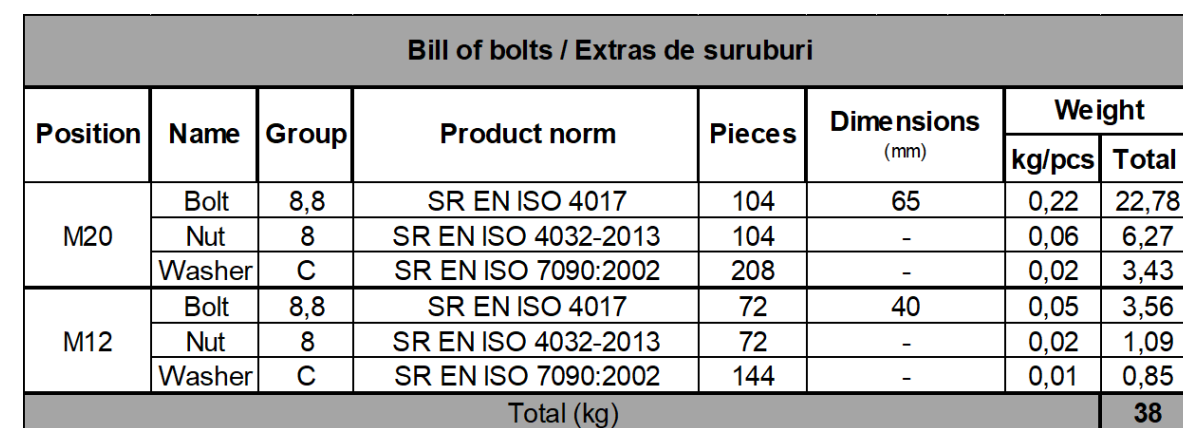 Bill of bolts / Extras de suruburi
Position Name Group Product norm Pieces Dimensions (mm) Weight
kg/pcs Total
M20 Bolt 8,8 SR EN ISO 4017 104 65 0,22 22,78
Nut 8 SR EN ISO 4032-2013 104 - 0,06 6,27
Washer C SR EN ISO 7090:2002 208 - 0,02 3,43
M12 Bolt 8,8 SR EN ISO 4017 72 40 0,05 3,56
Nut 8 SR EN ISO 4032-2013 72 - 0,02 1,09
Washer C SR EN ISO 7090:2002 144 - 0,01 0,85
Total (kg) 38